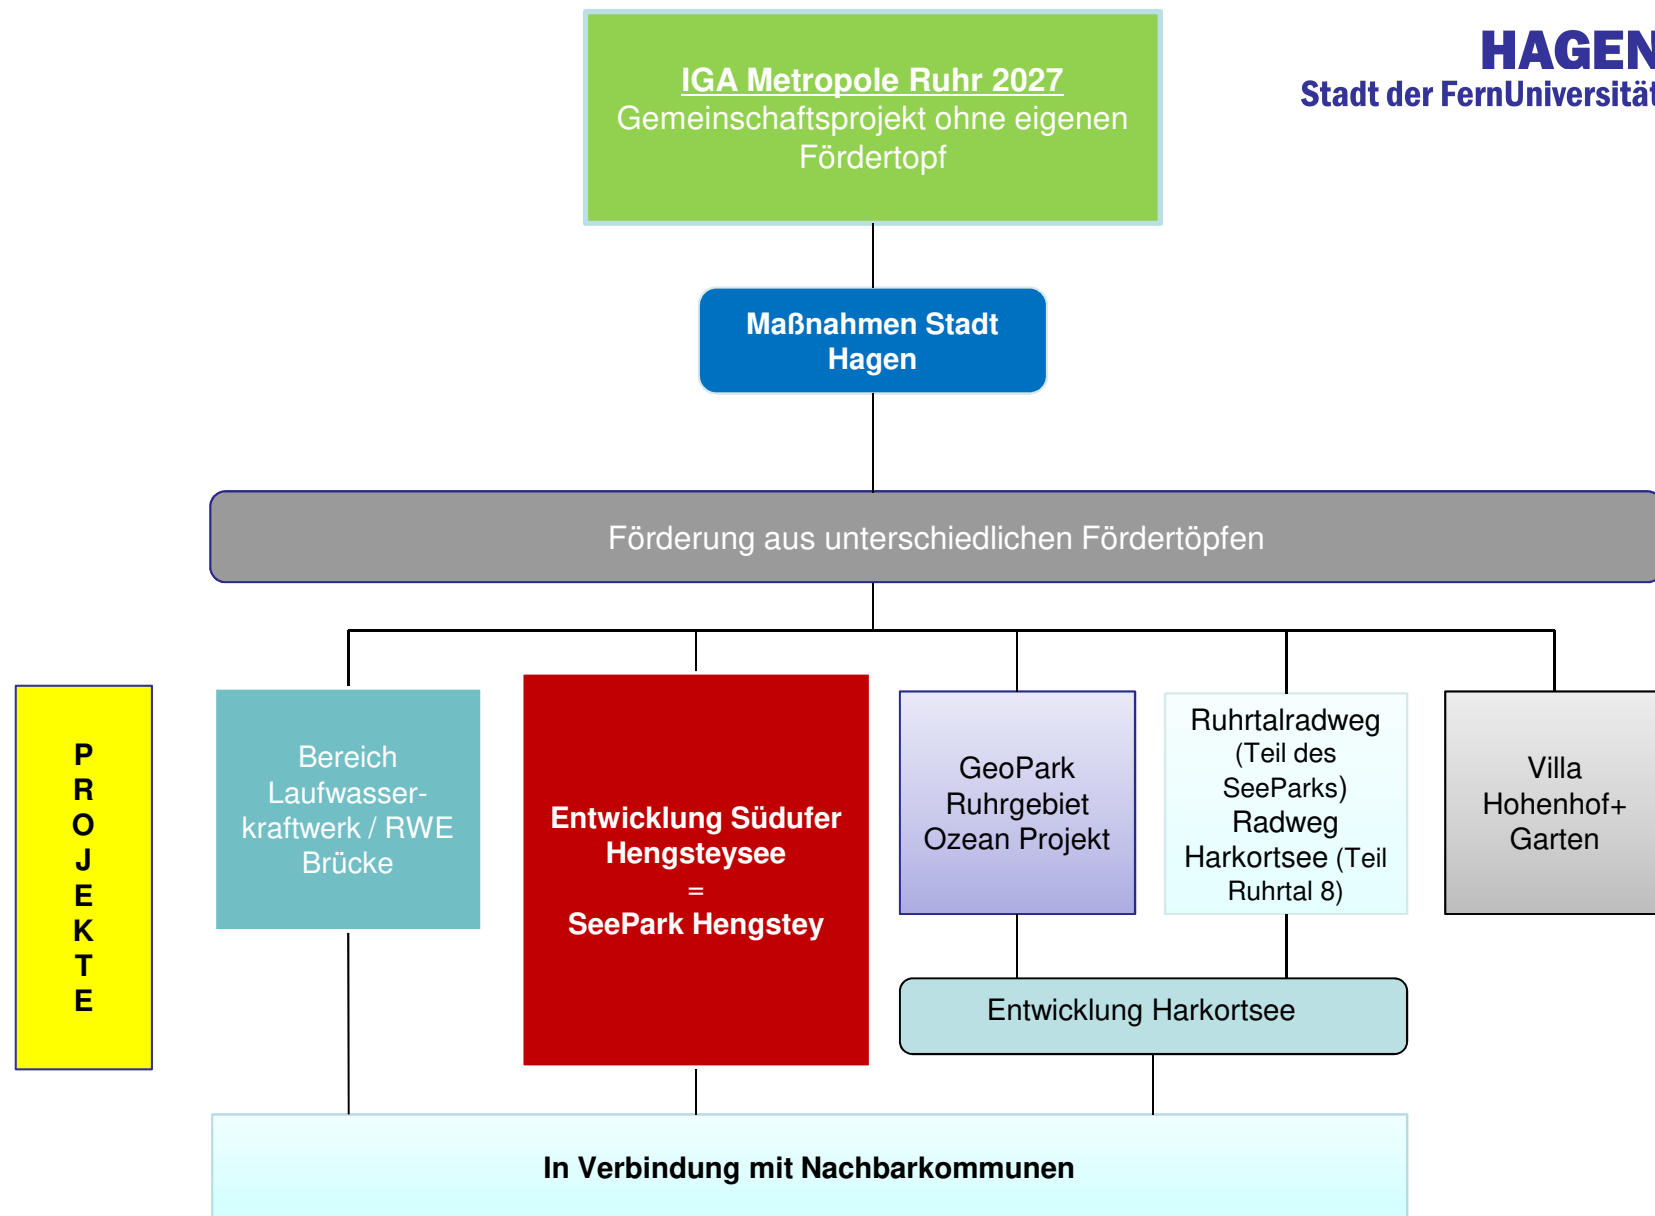 HAGEN
Stadt der FernUniversität
IGA Metropole Ruhr 2027
Gemeinschaftsprojekt ohne eigenen
Fördertopf
Maßnahmen Stadt
Hagen
Förderung aus unterschiedlichen Fördertöpfen
P
R
O
J
E
K
T
E
Bereich
Laufwasser-
kraftwerk / RWE
Brücke
Entwicklung Südufer
Hengsteysee
=
SeePark Hengstey
GeoPark
Ruhrgebiet
Ozean Projekt
Ruhrtalradweg
(Teil des
SeeParks)
Radweg
Harkortsee (Teil
Ruhrtal 8)
Villa
Hohenhof+
Garten
Entwicklung Harkortsee
In Verbindung mit Nachbarkommunen